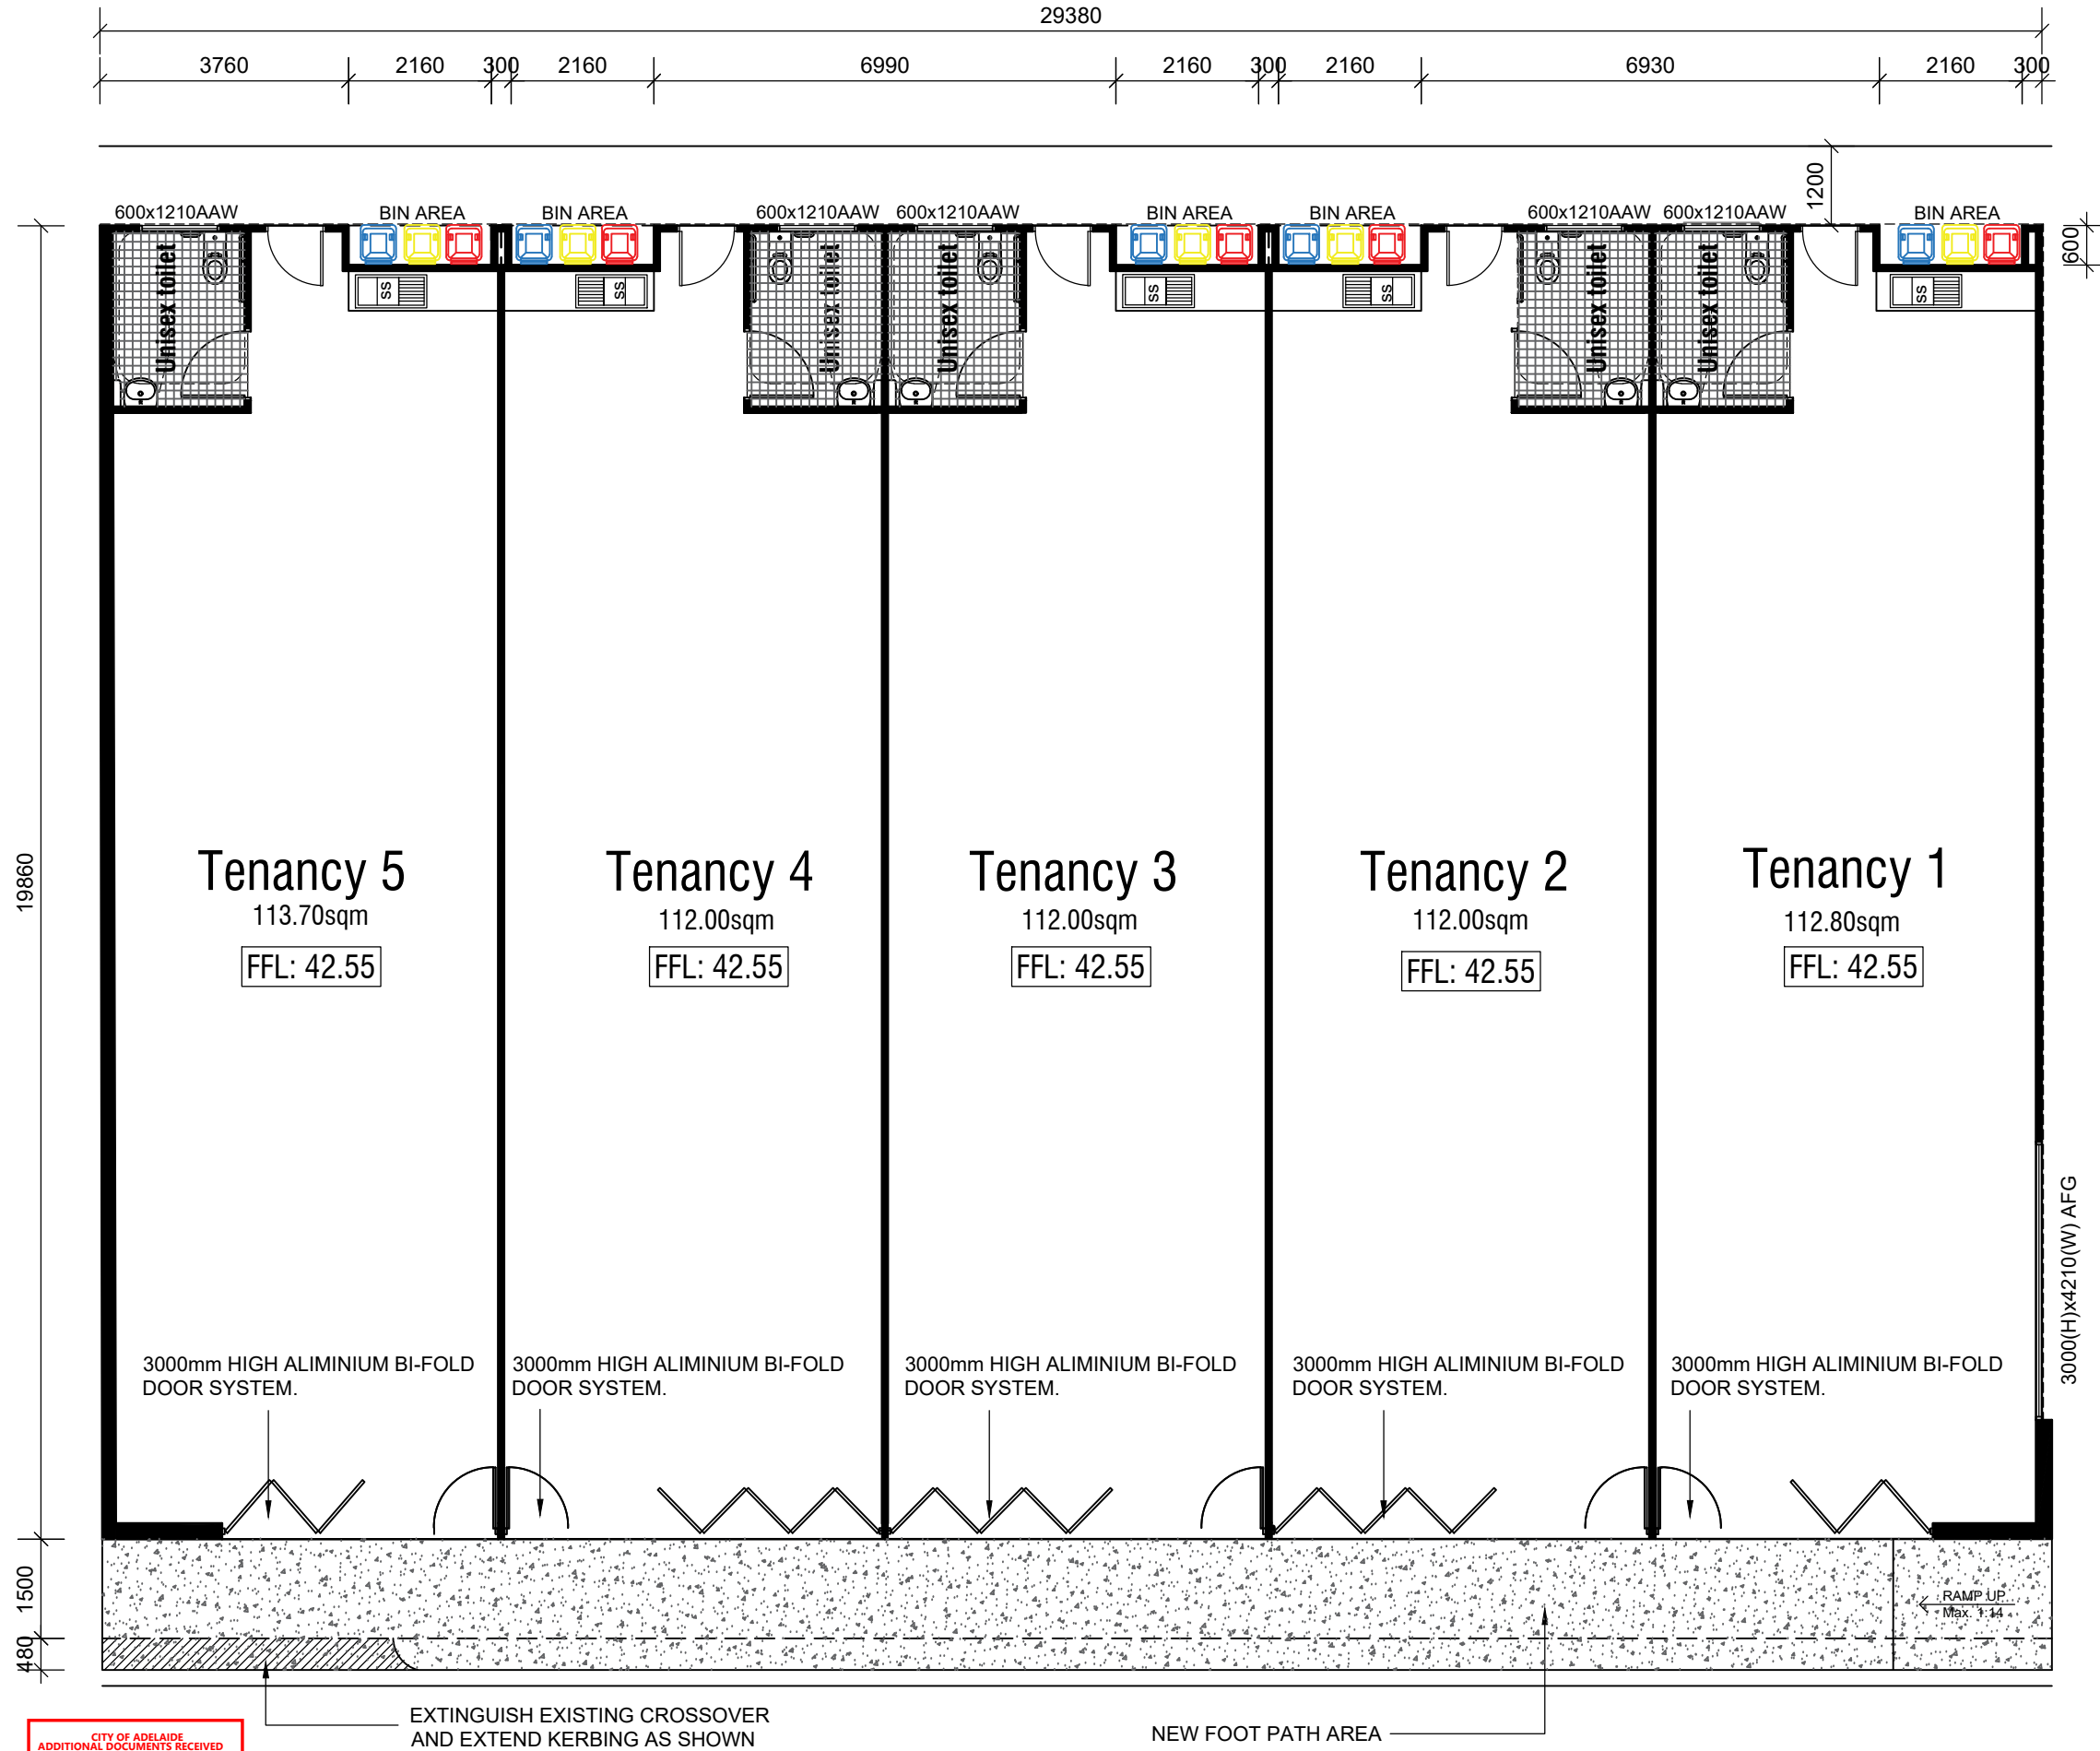 29380
3760 2160 300 2160 6990 2160 300 2160 6930 2160 300
1200
600x1210AAW BIN AREA BIN AREA 600x1210AAW 600x1210AAW BIN AREA BIN AREA 600x1210AAW 600x1210AAW BIN AREA
600
Unisex toilet Unisex toilet Unisex toilet Unisex toilet Unisex toilet
SS SS SS SS SS
19860
Tenancy 5
113.70sqm
FFL: 42.55
Tenancy 4
112.00sqm
FFL: 42.55
Tenancy 3
112.00sqm
FFL: 42.55
Tenancy 2
112.00sqm
FFL: 42.55
Tenancy 1
112.80sqm
FFL: 42.55
3000(H)x4210(W) AFG
3000mm HIGH ALIMINIUM BI-FOLD
DOOR SYSTEM.
3000mm HIGH ALIMINIUM BI-FOLD
DOOR SYSTEM.
3000mm HIGH ALIMINIUM BI-FOLD
DOOR SYSTEM.
3000mm HIGH ALIMINIUM BI-FOLD
DOOR SYSTEM.
3000mm HIGH ALIMINIUM BI-FOLD
DOOR SYSTEM.
1500
480
RAMP UP
Max. 1:14
EXTINGUISH EXISTING CROSSOVER
AND EXTEND KERBING AS SHOWN
NEW FOOT PATH AREA
CITY OF ADELAIDE
ADDITIONAL DOCUMENTS RECEIVED